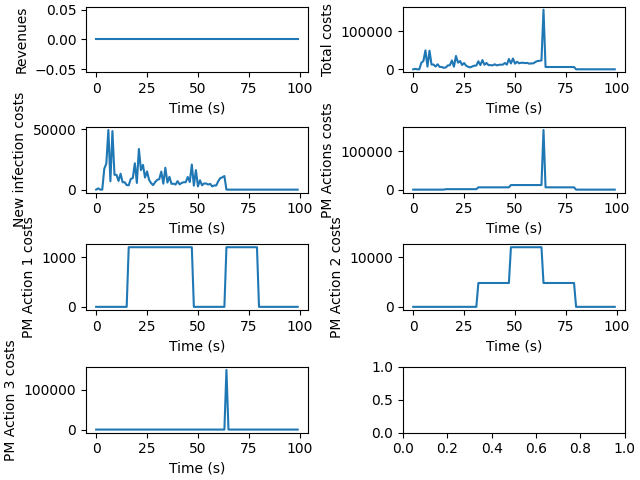 Revenues
0.05
0.00
−0.05
0 25 50 75 100
Time (s)
Total costs
100000
0
0 25 50 75 100
Time (s)
New infection costs
50000
0
0 25 50 75 100
Time (s)
PM Actions costs
100000
0
0 25 50 75 100
Time (s)
PM Action 1 costs
1000
0
0 25 50 75 100
Time (s)
PM Action 2 costs
10000
0
0 25 50 75 100
Time (s)
PM Action 3 costs
100000
0
0 25 50 75 100
Time (s)
1.0
0.5
0.0
0.0 0.2 0.4 0.6 0.8 1.0